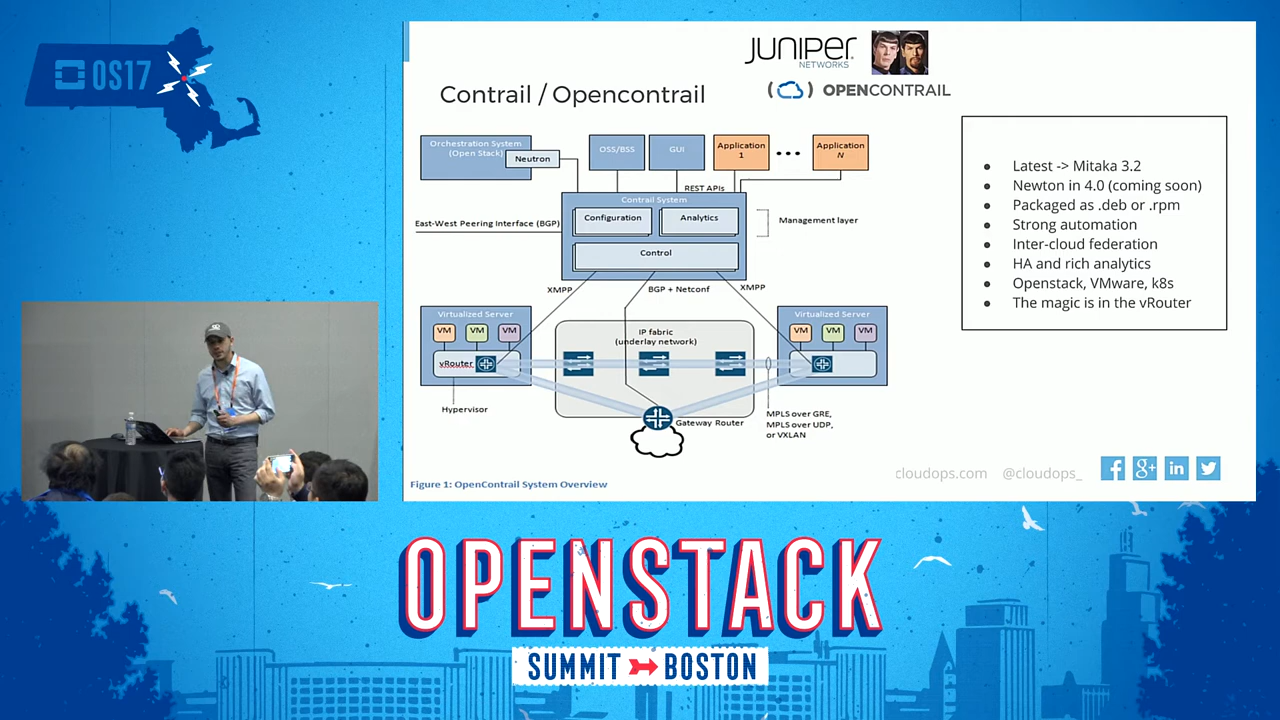 OS17
JUNIPER
NETWORKS
OPENCONTRAIL
Contrail / Opencontrail
Orchestration System
(Open Stack)
Neutron
OSS/BSS
GUI
Application
1
Application
N
REST APIs
Contrail System
Configuration
Analytics
Management layer
East-West Peering Interface (BGP)
Control
XMPP
BGP + Netconf
XMPP
Virtualized Server
VM
VM
VM
vRouter
Hypervisor
IP fabric
(underlay network)
Gateway Router
Virtualized Server
VM
VM
VM
MPLS over GRE,
MPLS over UDP,
or VXLAN
Figure 1: OpenContrail System Overview
● Latest -> Mitaka 3.2
● Newton in 4.0 (coming soon)
● Packaged as .deb or .rpm
● Strong automation
● Inter-cloud federation
● HA and rich analytics
● Openstack, VMware, k8s
● The magic is in the vRouter
cloudops.com @cloudops_
OPENSTACK
SUMMIT BOSTON